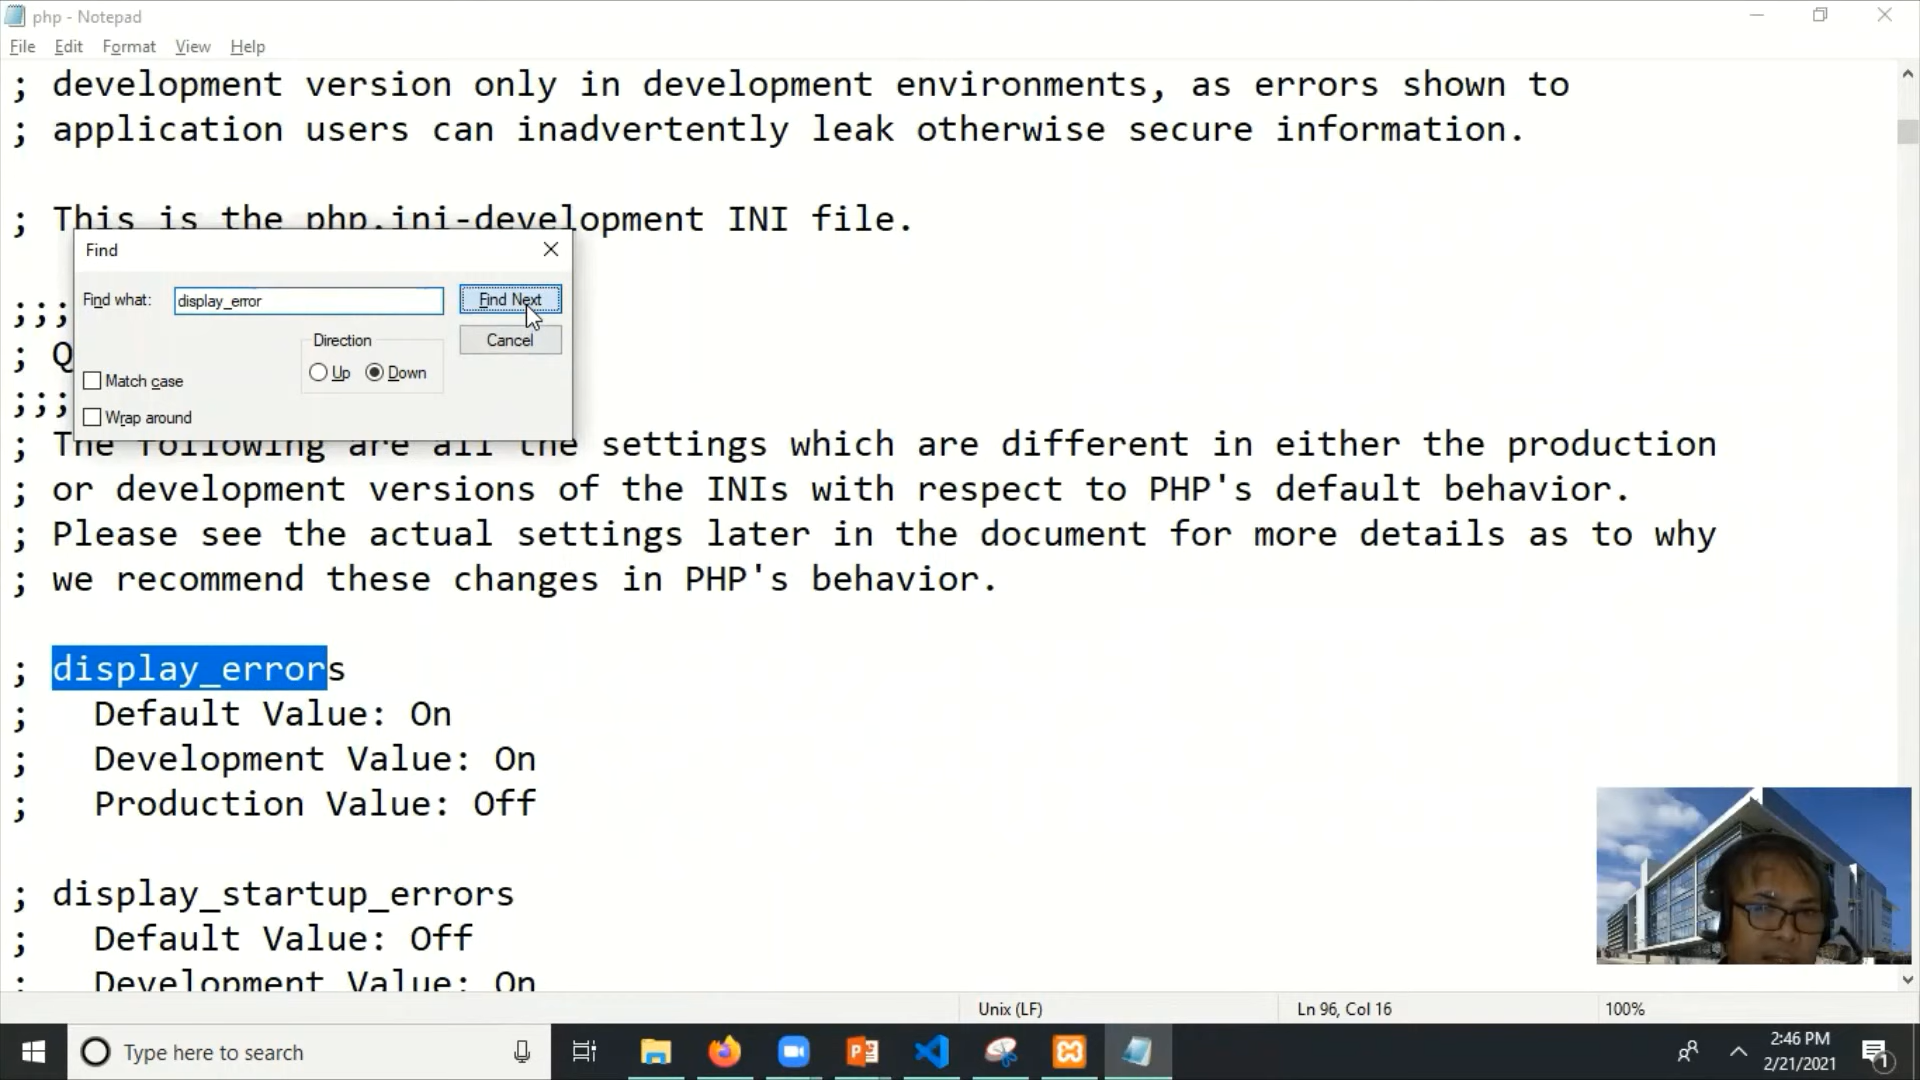 php - Notepad
File Edit Format View Help
; development version only in development environments, as errors shown to
; application users can inadvertently leak otherwise secure information.
; This is the php.ini-development INI file.
Find
Find what: display_error Find Next
Cancel
Direction
Up Down
Match case
Wrap around
;;;
; Q
;;;
; The following are all the settings which are different in either the production
; or development versions of the INIs with respect to PHP's default behavior.
; Please see the actual settings later in the document for more details as to why
; we recommend these changes in PHP's behavior.
; display_errors
; Default Value: On
; Development Value: On
; Production Value: Off
; display_startup_errors
; Default Value: Off
; Development Value: On
Unix (LF) Ln 96, Col 16 100%
Type here to search
2:46 PM
2/21/2021
1